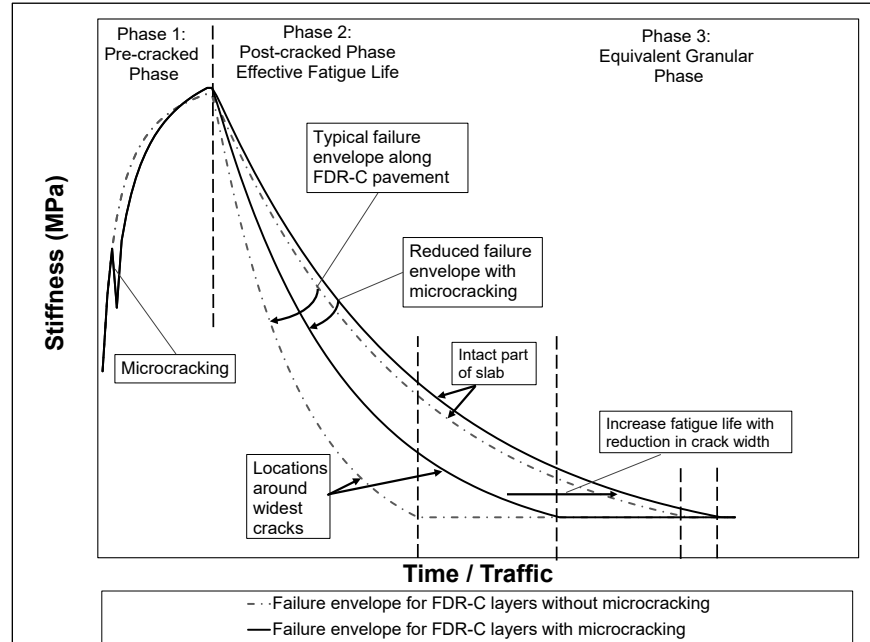 Phase 1:
Pre-cracked
Phase
Phase 2:
Post-cracked Phase
Effective Fatigue Life
Phase 3:
Equivalent Granular
Phase
Typical failure
envelope along
FDR-C pavement
Reduced failure
envelope with
microcracking
Stiffness (MPa)
Microcracking
Intact part
of slab
Increase fatigue life with
reduction in crack width
Locations
around
widest
cracks
Time / Traffic
Failure envelope for FDR-C layers without microcracking
Failure envelope for FDR-C layers with microcracking